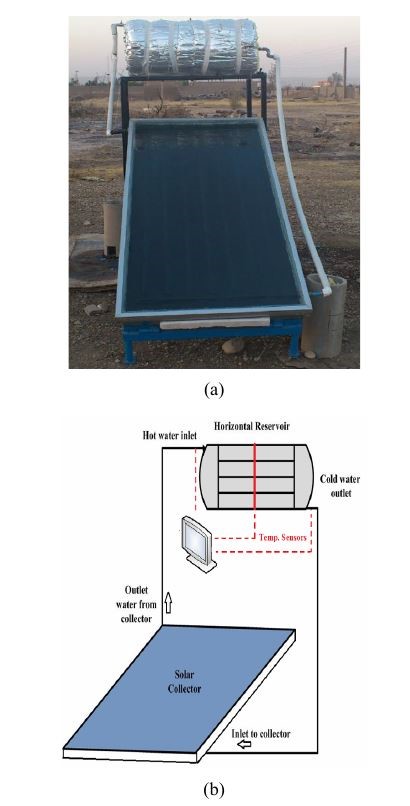 (a)
Horizontal Reservoir
Hot water inlet
Cold water
outlet
Temp. Sensors
Outlet
water from
collector
Solar
Collector
Inlet to collector
(b)